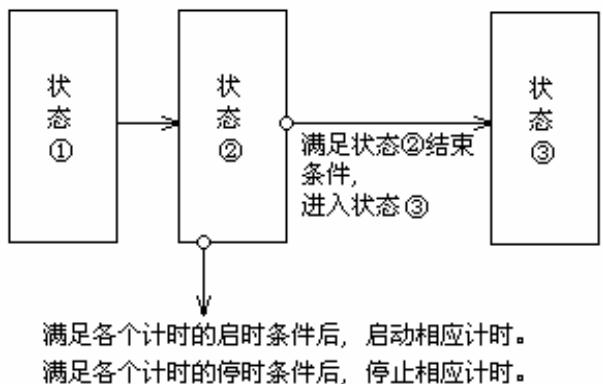 状态①
状态②
状态③
满足状态②结束
条件,
进入状态③
满足各个计时的启时条件后, 启动相应计时。
满足各个计时的停时条件后, 停止相应计时。